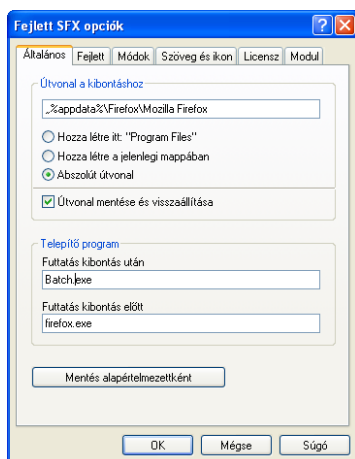 Fejlett SFX opciók
Általános Fejlett Módok Szöveg és ikon Licensz Modul
Útvonal a kibontáshoz
„%appdata%\Firefox\Mozilla Firefox
Hozza létre itt: "Program Files"
Hozza létre a jelenlegi mappában
Abszolút útvonal
Útvonal mentése és visszaállítása
Telepítő program
Futtatás kibontás után
Batch.exe
Futtatás kibontás előtt
firefox.exe
Mentés alapértelmezettként
OK Mégse Súgó